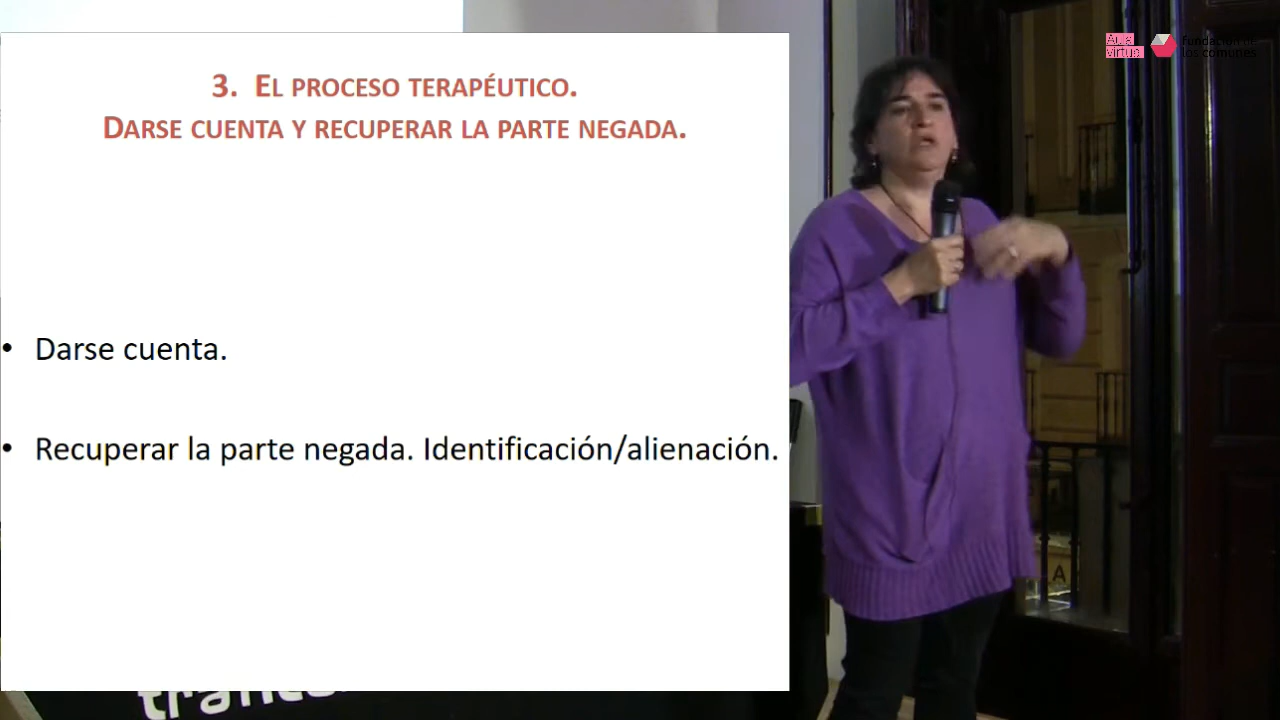 Aula
virtual
fundación de
los comunes
3. EL PROCESO TERAPÉUTICO.
DARSE CUENTA Y RECUPERAR LA PARTE NEGADA.
• Darse cuenta.
• Recuperar la parte negada. Identificación/alienación.
A